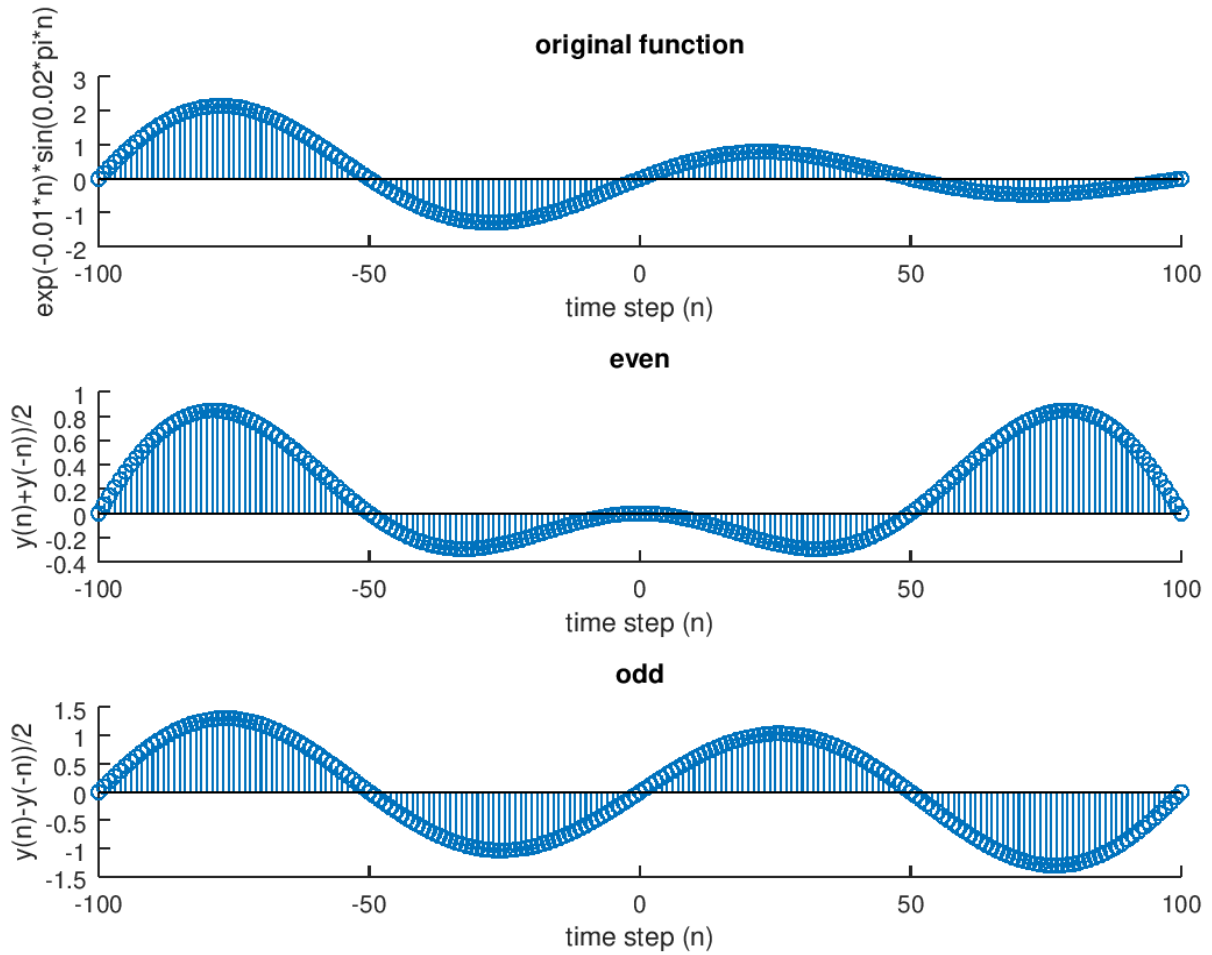 original function
exp(-0.01*n)*sin(0.02*pi*n)
3
2
1
0
-1
-2
-100 -50 0 50 100
time step (n)
even
y(n)+y(-n))/2
1
0.8
0.6
0.4
0.2
0
-0.2
-0.4
-100 -50 0 50 100
time step (n)
odd
y(n)-y(-n))/2
1.5
1
0.5
0
-0.5
-1
-1.5
-100 -50 0 50 100
time step (n)